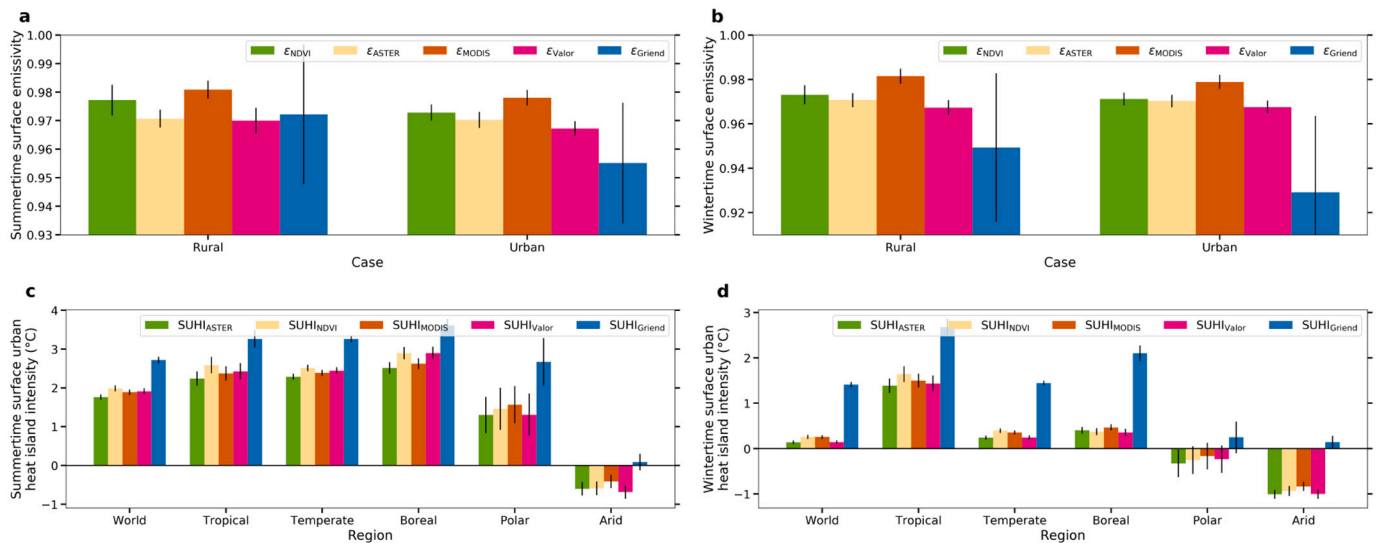 a
Summertime surface emissivity
1.00
0.99
0.98
0.97
0.96
0.95
0.94
0.93
εNDVI εASTER εMODIS εValor εGriend
Rural Urban
Case
b
Wintertime surface emissivity
1.00
0.98
0.96
0.94
0.92
εNDVI εASTER εMODIS εValor εGriend
Rural Urban
Case
c
Summertime surface urban
heat island intensity (°C)
4
3
2
1
0
−1
SUHIASTER SUHINDVI SUHIMODIS SUHIValor SUHIGriend
World Tropical Temperate Boreal Polar Arid
Region
d
Wintertime surface urban
heat island intensity (°C)
3
2
1
0
−1
SUHIASTER SUHINDVI SUHIMODIS SUHIValor SUHIGriend
World Tropical Temperate Boreal Polar Arid
Region